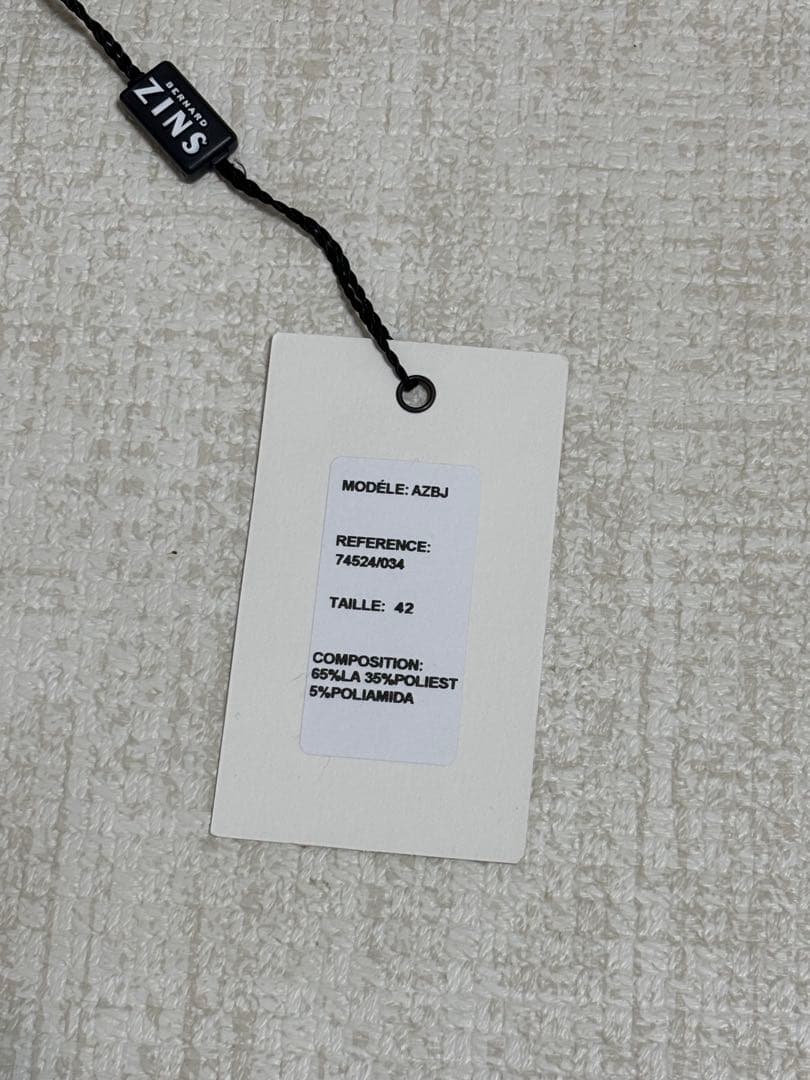 BERNARD
ZINS
MODÉLE: AZBJ
REFERENCE:
74524/034
TAILLE: 42
COMPOSITION:
65%LA 35%POLIEST
5%POLIAMIDA